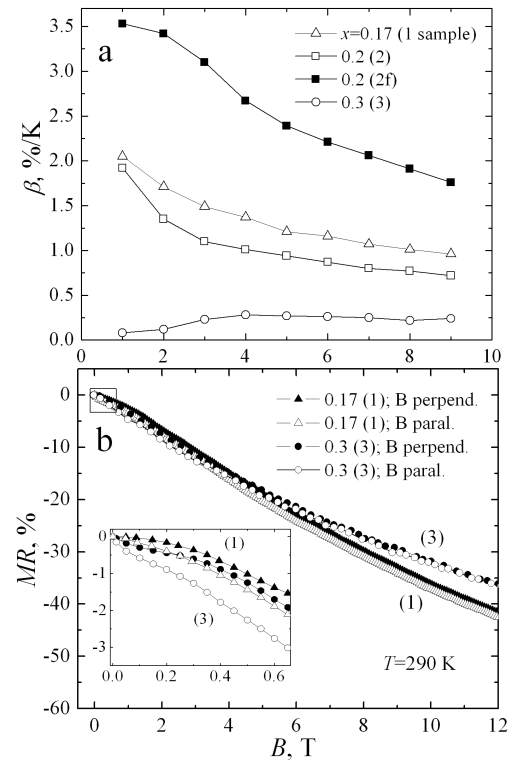 a
x=0.17 (1 sample)
0.2 (2)
0.2 (2f)
0.3 (3)
β, %/K
3.5
3.0
2.5
2.0
1.5
1.0
0.5
0.0
0 2 4 6 8 10
b
0.17 (1); B perpend.
0.17 (1); B paral.
0.3 (3); B perpend.
0.3 (3); B paral.
MR, %
0
-10
-20
-30
-40
-50
-60
(3)
(1)
0
-1
-2
-3
(1)
(3)
0.0 0.2 0.4 0.6
T=290 K
0 2 4 6 8 10 12
B, T